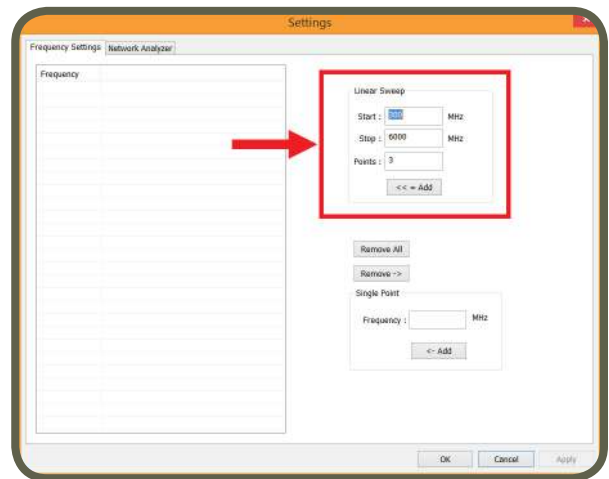 Settings
Frequency Settings Network Analyzer
Frequency
Linear Sweep
Start : MHz
Stop : 6000 MHz
Points : 3
<< = Add
Remove All
Remove ->
Single Point
Frequency : MHz
<- Add
OK Cancel Apply